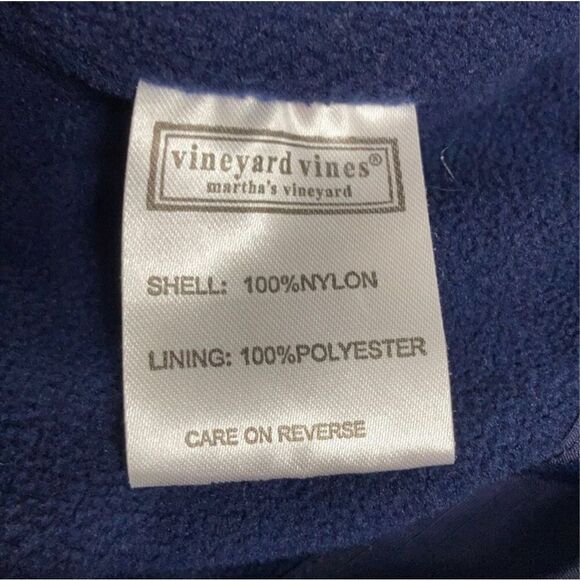 vineyard vines®
martha's vineyard
SHELL: 100%NYLON
LINING: 100%POLYESTER
CARE ON REVERSE